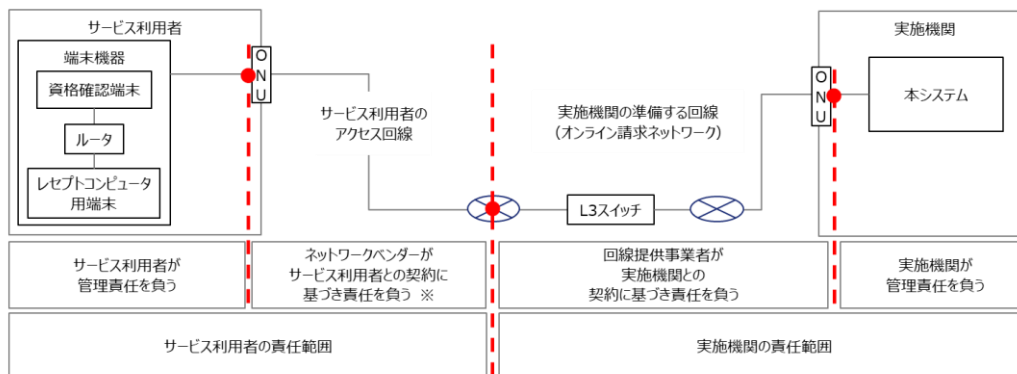 サービス利用者
端末機器
資格確認端末
ルータ
レセプトコンピュータ
用端末
ONU
サービス利用者の
アクセス回線
実施機関の準備する回線
(オンライン請求ネットワーク)
L3スイッチ
実施機関
ONU
本システム
サービス利用者が
管理責任を負う
ネットワークベンダーが
サービス利用者との契約に
基づき責任を負う ※
回線提供事業者が
実施機関との
契約に基づき責任を負う
実施機関が
管理責任を負う
サービス利用者の責任範囲
実施機関の責任範囲